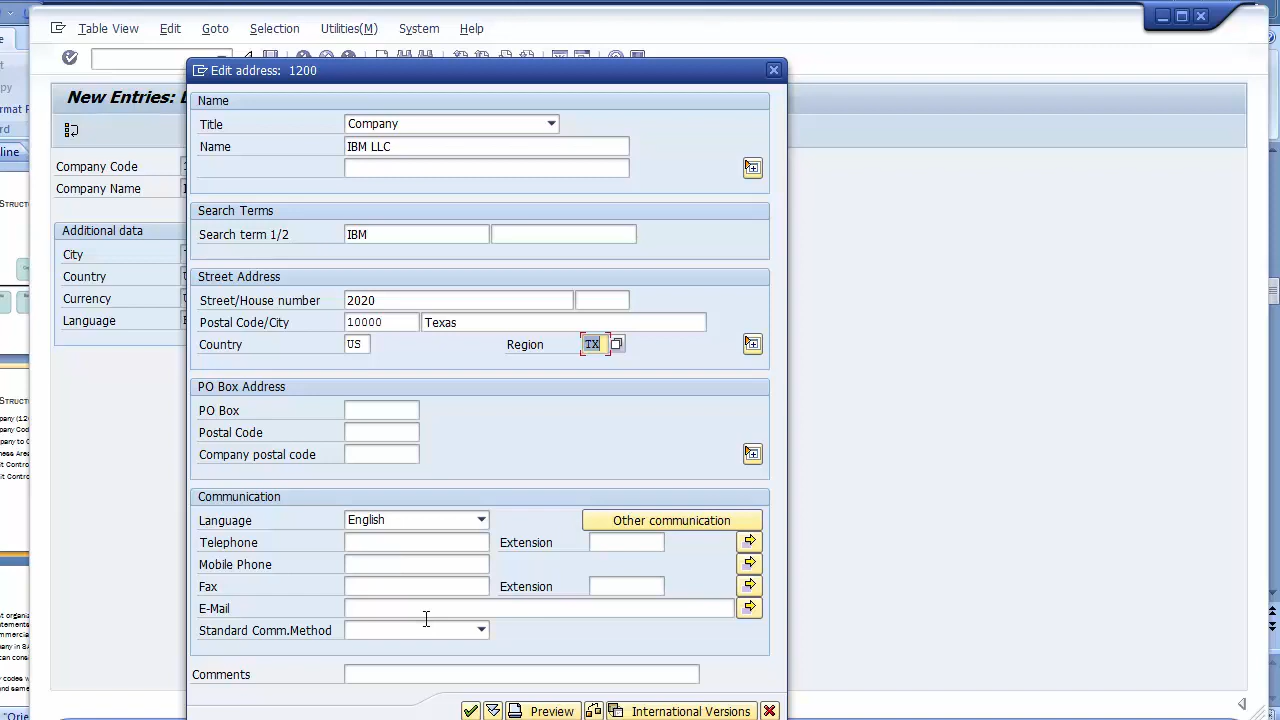 Table View Edit Goto Selection Utilities(M) System Help
Edit address: 1200
New Entries:
Company Code
Company Name
Additional data
City
Country
Currency
Language
Name
Title Company
Name IBM LLC
Search Terms
Search term 1/2 IBM
Street Address
Street/House number 2020
Postal Code/City 10000 Texas
Country US Region TX
PO Box Address
PO Box
Postal Code
Company postal code
Communication
Language English Other communication
Telephone Extension
Mobile Phone
Fax Extension
E-Mail
Standard Comm.Method
Comments
Preview International Versions